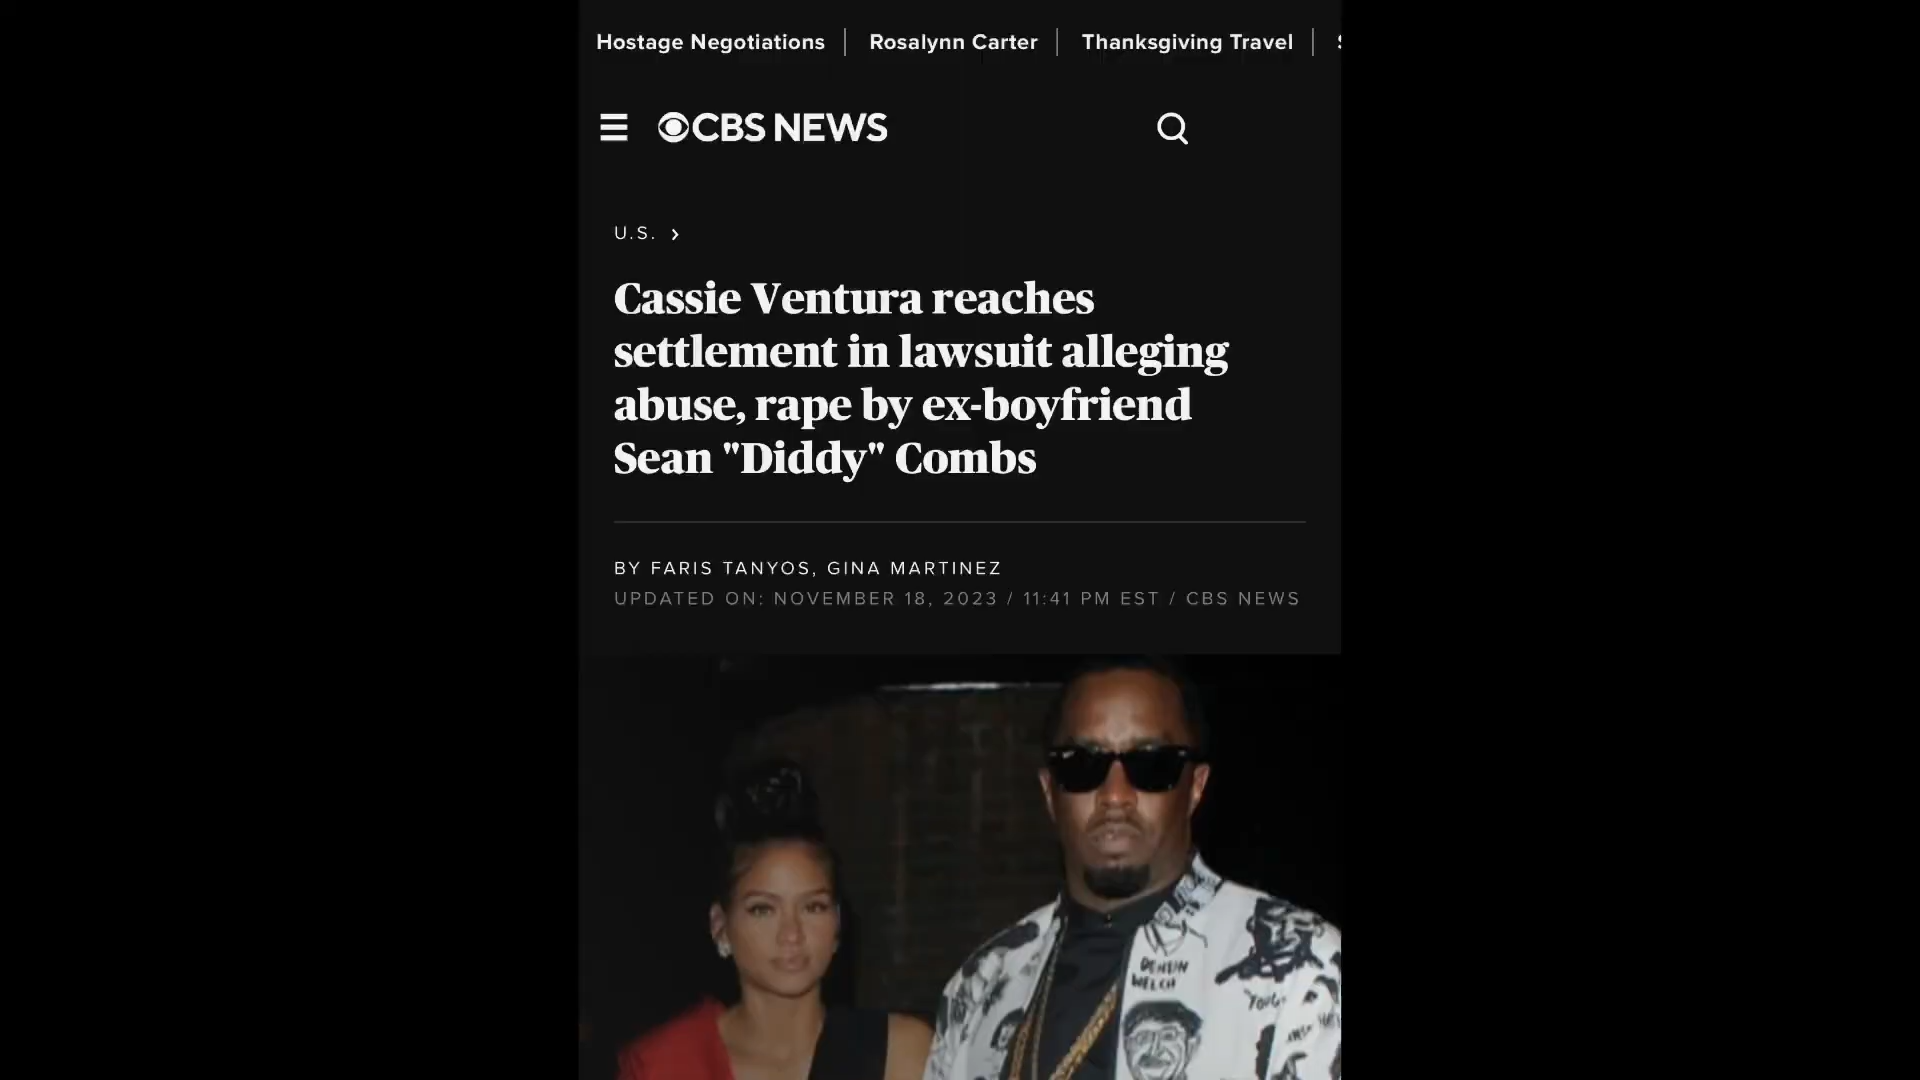 Hostage Negotiations | Rosalynn Carter | Thanksgiving Travel |
CBS NEWS
U.S. ›
Cassie Ventura reaches
settlement in lawsuit alleging
abuse, rape by ex-boyfriend
Sean "Diddy" Combs
BY FARIS TANYOS, GINA MARTINEZ
UPDATED ON: NOVEMBER 18, 2023 / 11:41 PM EST / CBS NEWS
WELCH